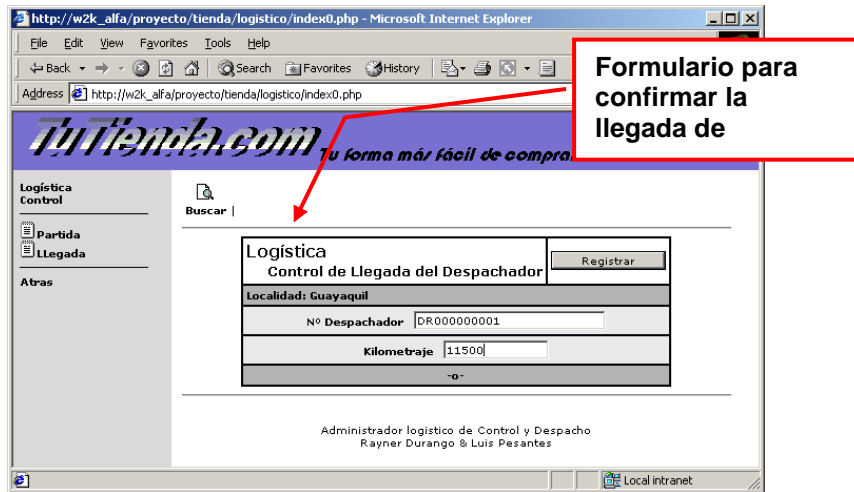 http://w2k_alfa/proyecto/tienda/logistico/index0.php - Microsoft Internet Explorer
File Edit View Favorites Tools Help
Back Search Favorites History
Address http://w2k_alfa/proyecto/tienda/logistico/index0.php
Formulario para
confirmar la
llegada de
TuTienda.com
Tu forma más fácil de
Logística
Control
Partida
LLegada
Atras
Buscar |
Logística
Control de Llegada del Despachador
Registrar
Localidad: Guayaquil
Nº Despachador DR000000001
Kilometraje 11500
-o-
Administrador logistico de Control y Despacho
Rayner Durango & Luis Pesantes
Local intranet